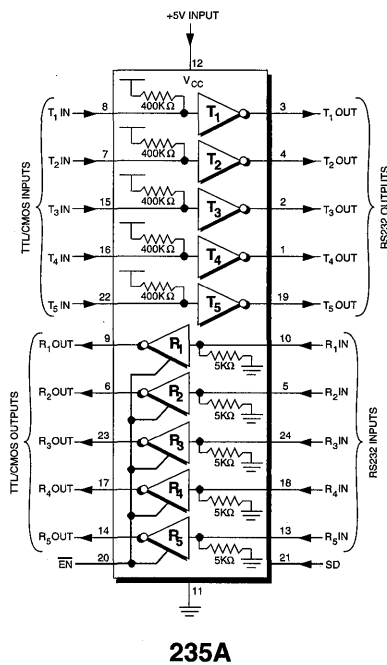 +5V INPUT
12
VCC
T1 IN 8 400KΩ T1 3 T1 OUT
T2 IN 7 400KΩ T2 4 T2 OUT
T3 IN 15 400KΩ T3 2 T3 OUT
T4 IN 16 400KΩ T4 1 T4 OUT
T5 IN 22 400KΩ T5 19 T5 OUT
TTL/CMOS INPUTS
RS232 OUTPUTS
R1 OUT 9 R1 5KΩ 10 R1 IN
R2 OUT 6 R2 5KΩ 5 R2 IN
R3 OUT 23 R3 5KΩ 24 R3 IN
R4 OUT 17 R4 5KΩ 18 R4 IN
R5 OUT 14 R5 5KΩ 13 R5 IN
TTL/CMOS OUTPUTS
RS232 INPUTS
EN 20 21 SD
11
235A